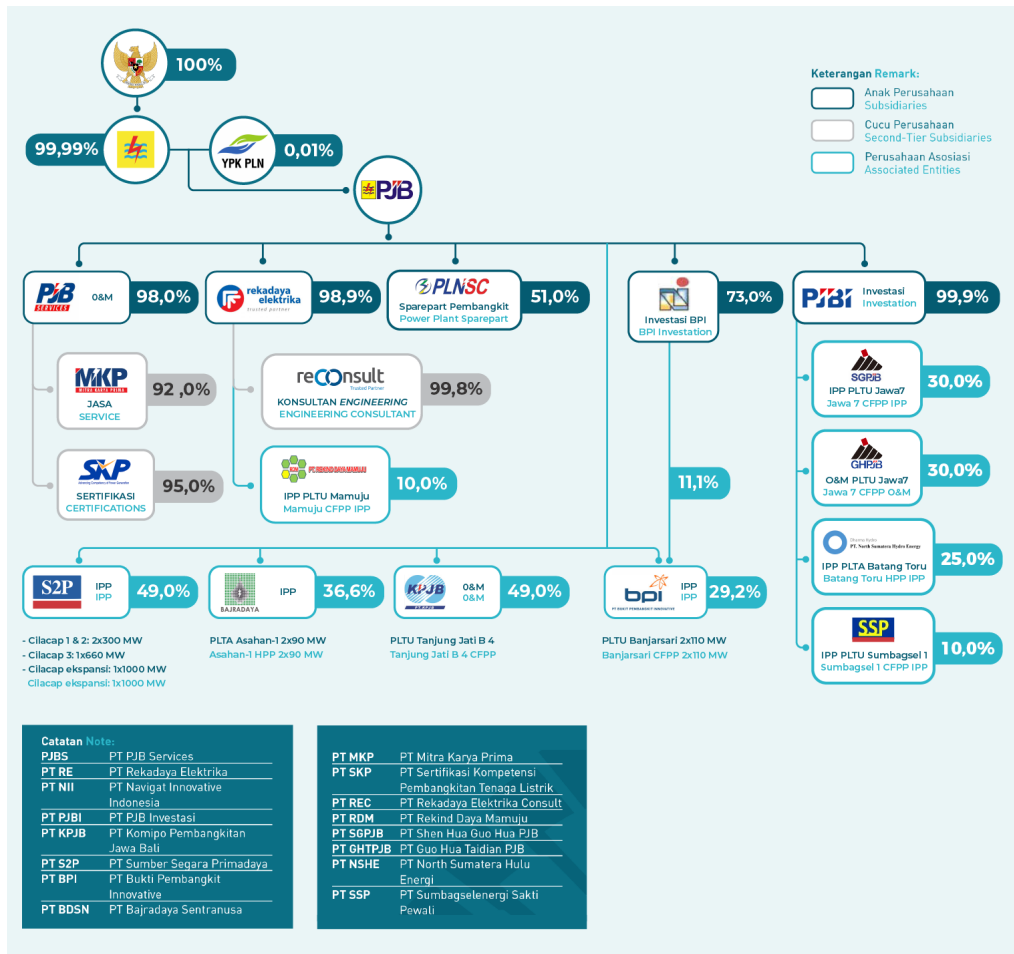 100%
99,99%
YPK PLN
0,01%
PJB
Keterangan Remark:
Anak Perusahaan
Subsidiaries
Cucu Perusahaan
Second-Tier Subsidiaries
Perusahaan Asosiasi
Associated Entities
PJB
SERVICES
O&M
98,0%
rekadaya
elektrika
trusted partner
98,9%
PLNSC
Sparepart Pembangkit
Power Plant Sparepart
51,0%
Investasi BPI
BPI Investation
73,0%
PJBI
Investasi
Investation
99,9%
MKP
MITRA KARYA PRIMA
JASA
SERVICE
92 ,0%
reconsult
Trusted Partner
KONSULTAN ENGINEERING
ENGINEERING CONSULTANT
99,8%
SGPJB
IPP PLTU Jawa7
Jawa 7 CFPP IPP
30,0%
SKP
SERTIFIKASI
CERTIFICATIONS
95,0%
PT. REKIND DAYA MAMUJU
IPP PLTU Mamuju
Mamuju CFPP IPP
10,0%
11,1%
GHPJB
O&M PLTU Jawa7
Jawa 7 CFPP O&M
30,0%
PT. North Sumatera Hydro Energy
IPP PLTA Batang Toru
Batang Toru HPP IPP
25,0%
S2P
IPP
IPP
49,0%
BAJRADAYA
IPP
36,6%
KPJB
PT KPJB
O&M
O&M
49,0%
bpi
PT BUKIT PEMBANGKIT INNOVATIVE
IPP
IPP
29,2%
SSP
IPP PLTU Sumbagsel 1
Sumbagsel 1 CFPP IPP
10,0%
- Cilacap 1 & 2: 2x300 MW
- Cilacap 3: 1x660 MW
- Cilacap ekspansi: 1x1000 MW
Cilacap ekspansi: 1x1000 MW
PLTA Asahan-1 2x90 MW
Asahan-1 HPP 2x90 MW
PLTU Tanjung Jati B 4
Tanjung Jati B 4 CFPP
PLTU Banjarsari 2x110 MW
Banjarsari CFPP 2x110 MW
Catatan Note:
PJBS PT PJB Services
PT RE PT Rekadaya Elektrika
PT NII PT Navigat Innovative
Indonesia
PT PJBI PT PJB Investasi
PT KPJB PT Komipo Pembangkitan
Jawa Bali
PT S2P PT Sumber Segara Primadaya
PT BPI PT Bukti Pembangkit
Innovative
PT BDSN PT Bajradaya Sentranusa
PT MKP PT Mitra Karya Prima
PT SKP PT Sertifikasi Kompetensi
Pembangkitan Tenaga Listrik
PT REC PT Rekadaya Elektrika Consult
PT RDM PT Rekind Daya Mamuju
PT SGPJB PT Shen Hua Guo Hua PJB
PT GHTPJB PT Guo Hua Taidian PJB
PT NSHE PT North Sumatera Hulu
Energi
PT SSP PT Sumbagselenergi Sakti
Pewali